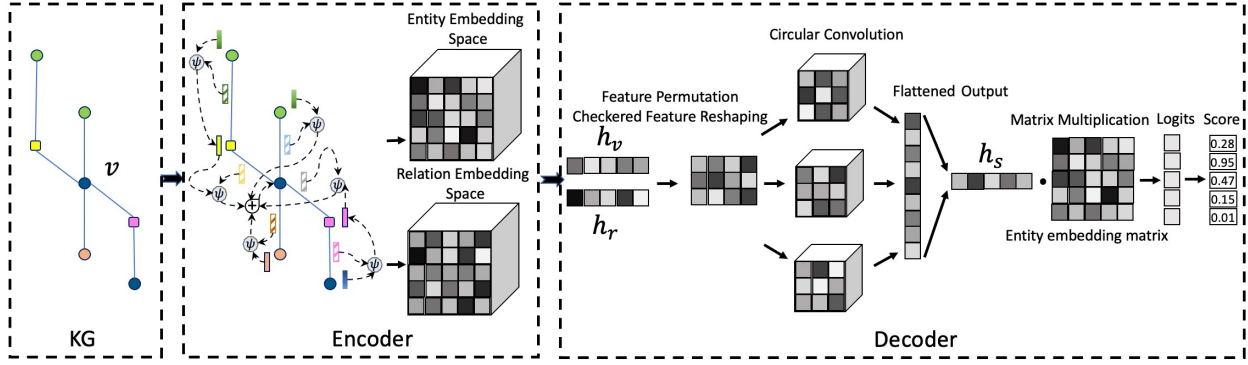 v
KG
ψ
ψ
ψ
ψ
ψ
ψ
Entity Embedding
Space
Relation Embedding
Space
Encoder
Feature Permutation
Checkered Feature Reshaping
h_v
h_r
Circular Convolution
Flattened Output
h_s
Matrix Multiplication
Entity embedding matrix
Logits
Score
0.28
0.95
0.47
0.15
0.01
Decoder